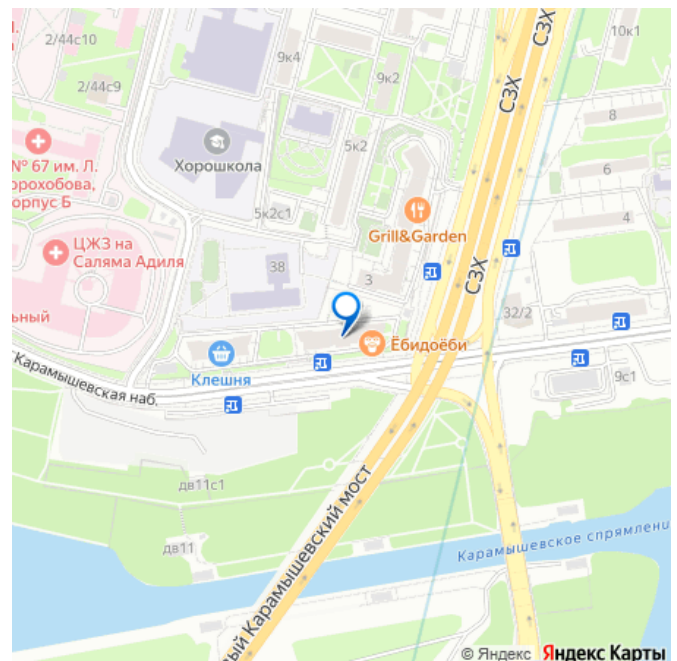 2/44с10
2/44с9
9к4
9к2
10к1
СЗХ
СЗХ
5к2
8
Хорошкола
№ 67 им. Л.
орохобова,
орпус Б
6
5к2с1
Grill&Garden
4
ЦЖЗ на
Саляма Адиля
38
3
СЗХ
ьный
32/2
Ёбидоёби
Клешня
9с1
Карамышевская наб.
дв11с1
дв11
Карамышевское спрямлени
вый Карамышевский мост
© Яндекс Яндекс Карты